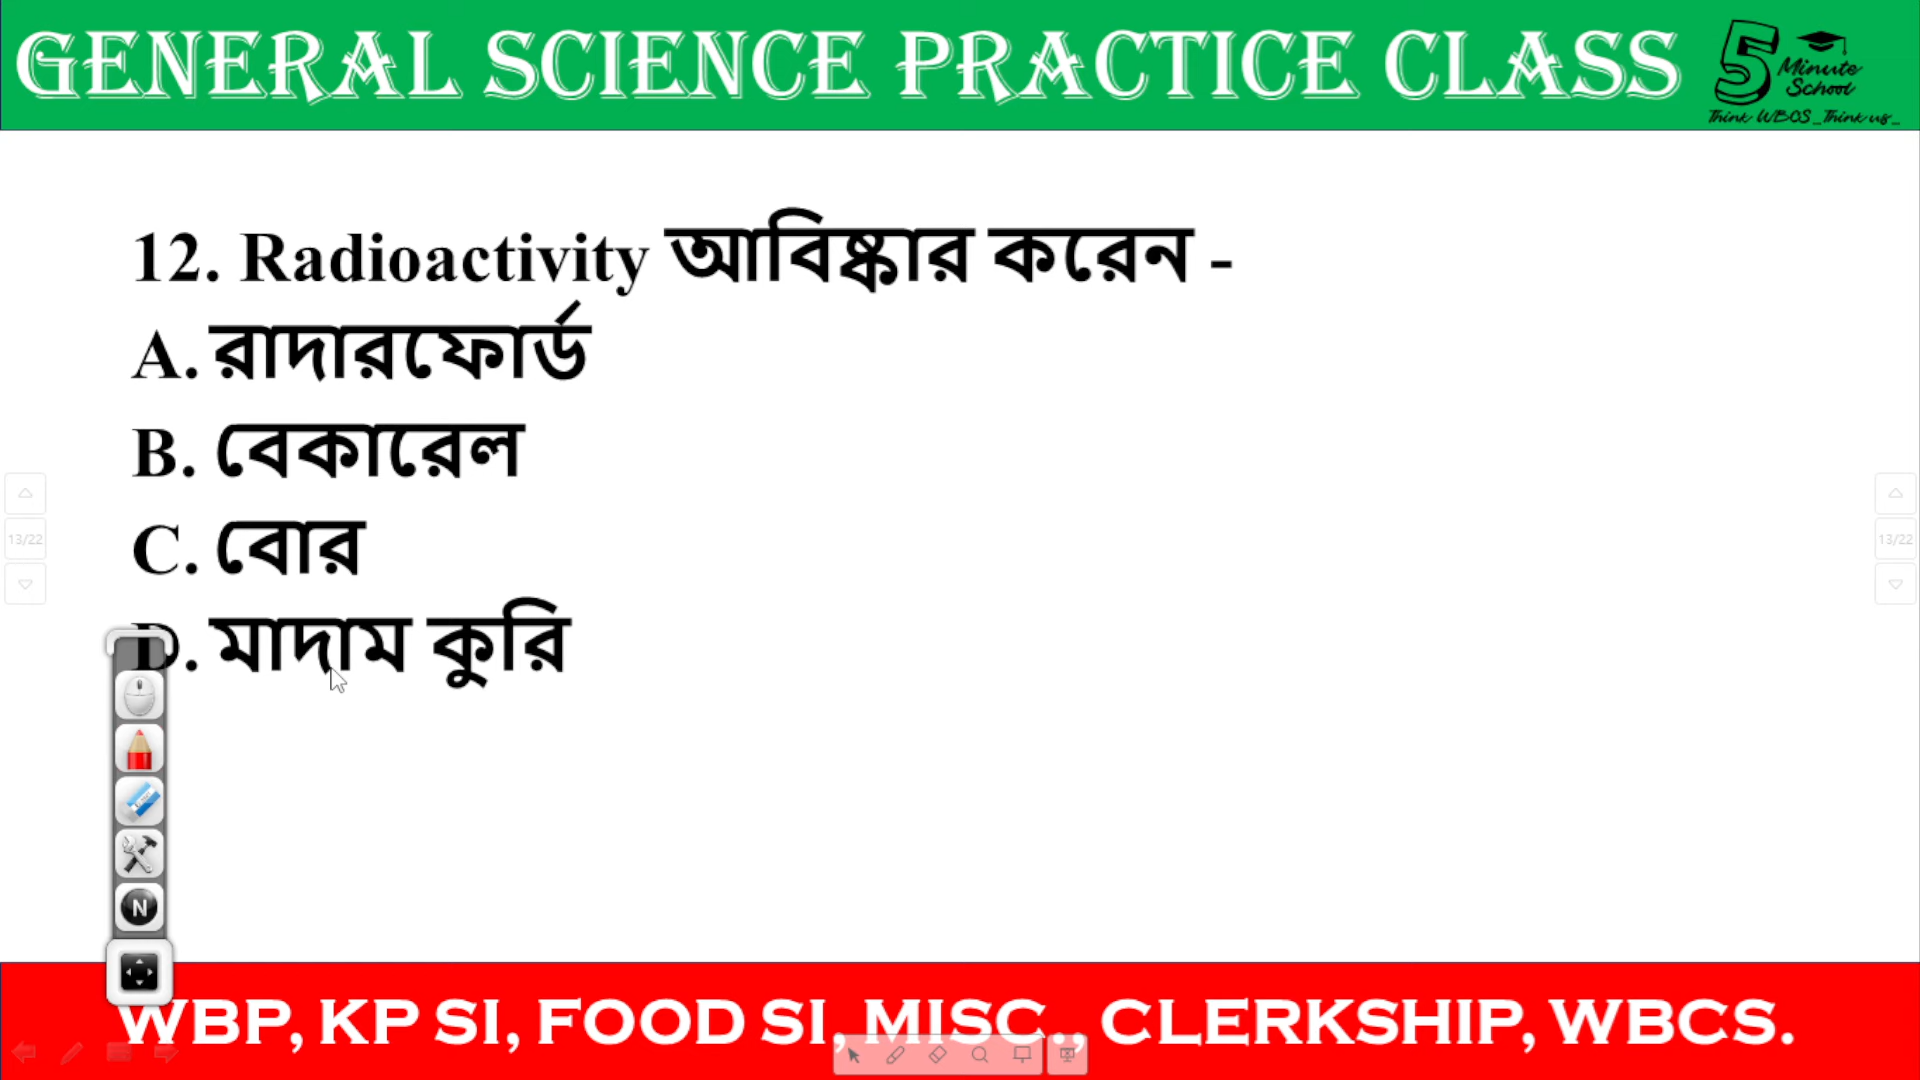 GENERAL SCIENCE PRACTICE CLASS
5 Minute School
Think WBCS_Think us_
12. Radioactivity আবিষ্কার করেন -
A. রাদারফোর্ড
B. বেকারেল
C. বোর
D. মাদাম কুরি
13/22
13/22
N
WBP, KP SI, FOOD SI, MISC., CLERKSHIP, WBCS.